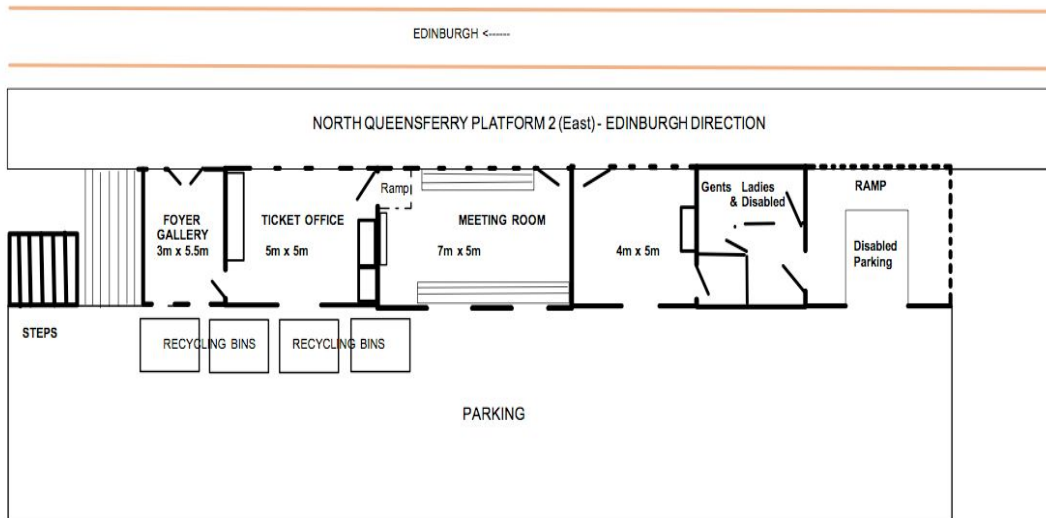 EDINBURGH <------
NORTH QUEENSFERRY PLATFORM 2 (East) - EDINBURGH DIRECTION
FOYER
GALLERY
3m x 5.5m
TICKET OFFICE
5m x 5m
Ramp
MEETING ROOM
7m x 5m
4m x 5m
Gents
Ladies
& Disabled
RAMP
Disabled
Parking
STEPS
RECYCLING BINS
RECYCLING BINS
PARKING